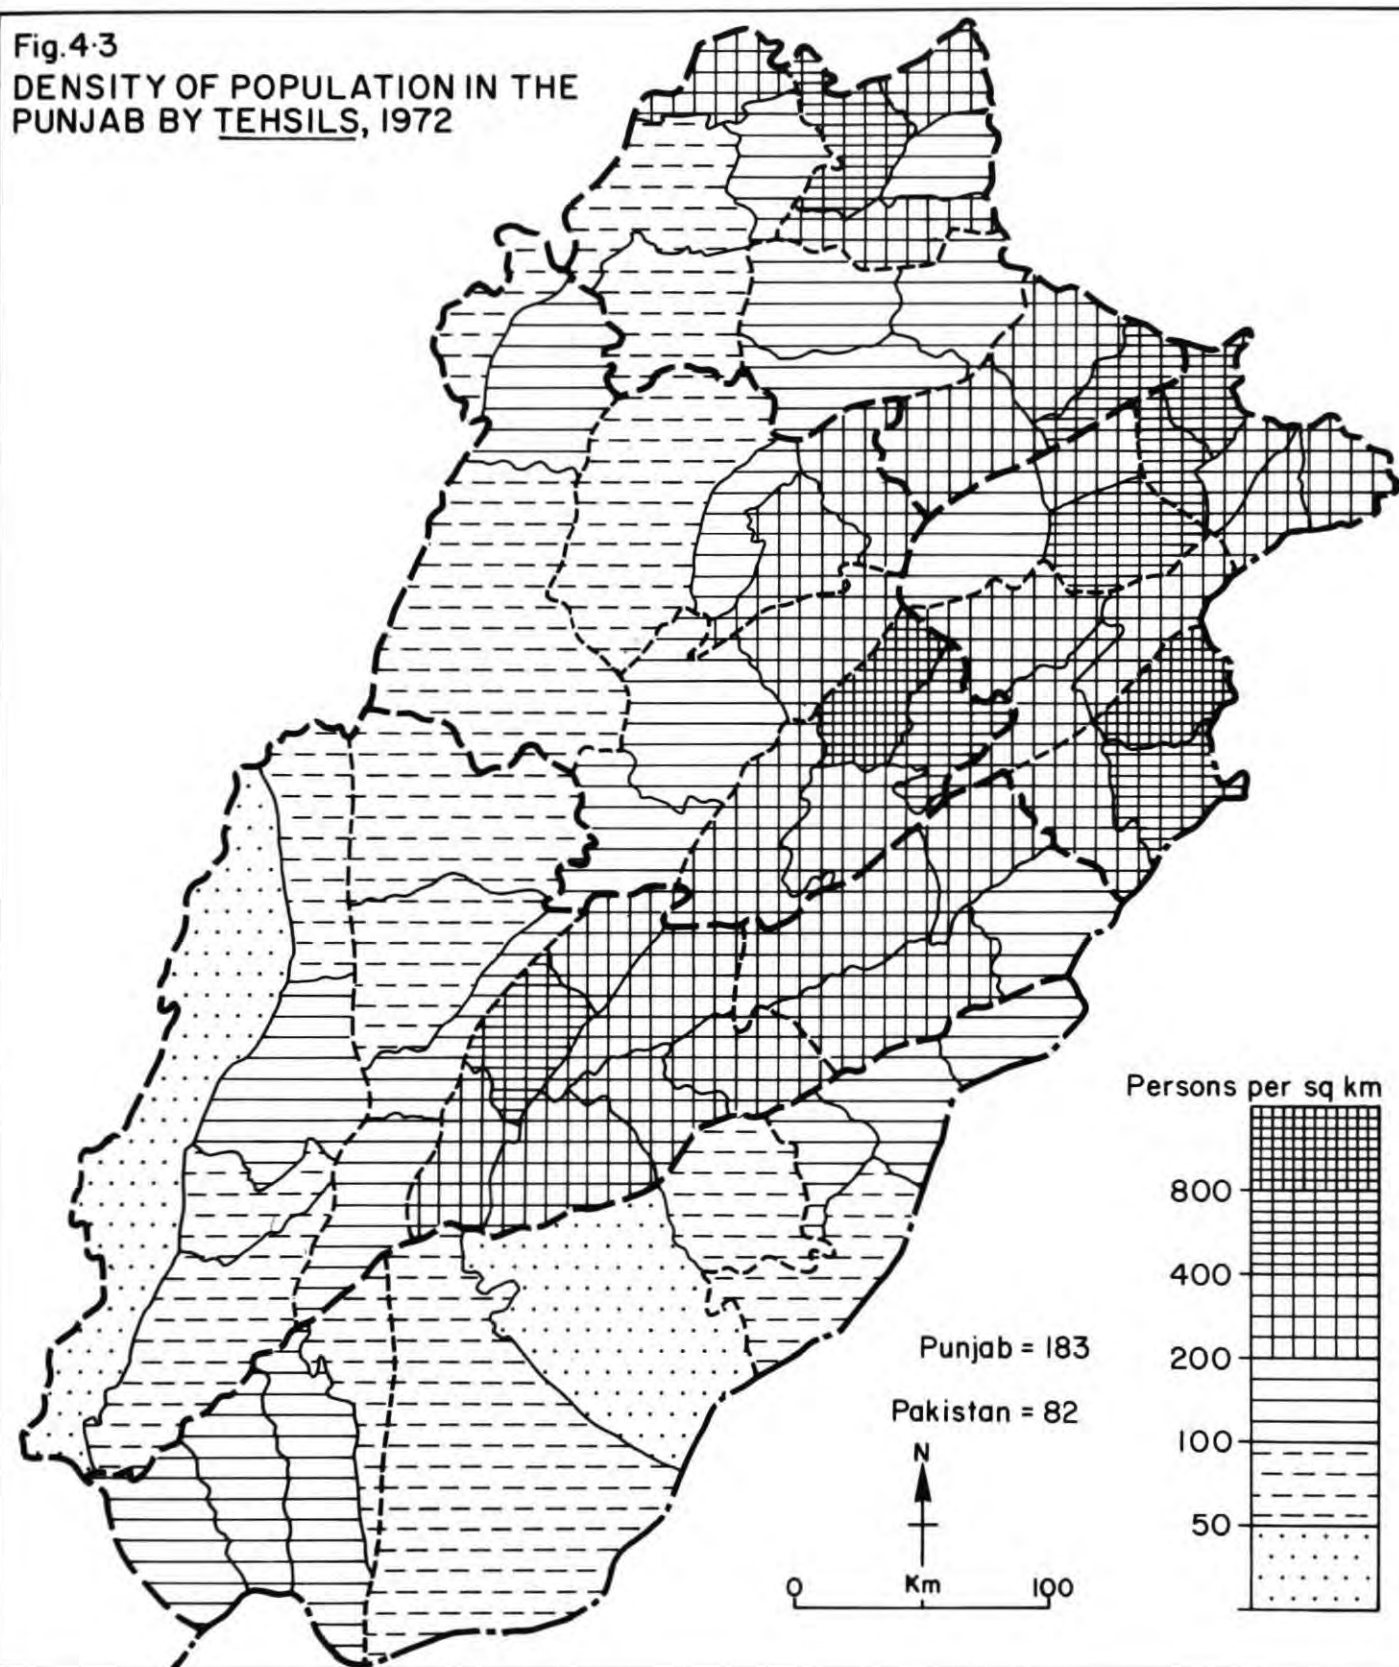 Fig.4·3
DENSITY OF POPULATION IN THE
PUNJAB BY TEHSILS, 1972
Persons per sq km
800
400
200
100
50
Punjab = 183
Pakistan = 82
N
0 Km 100